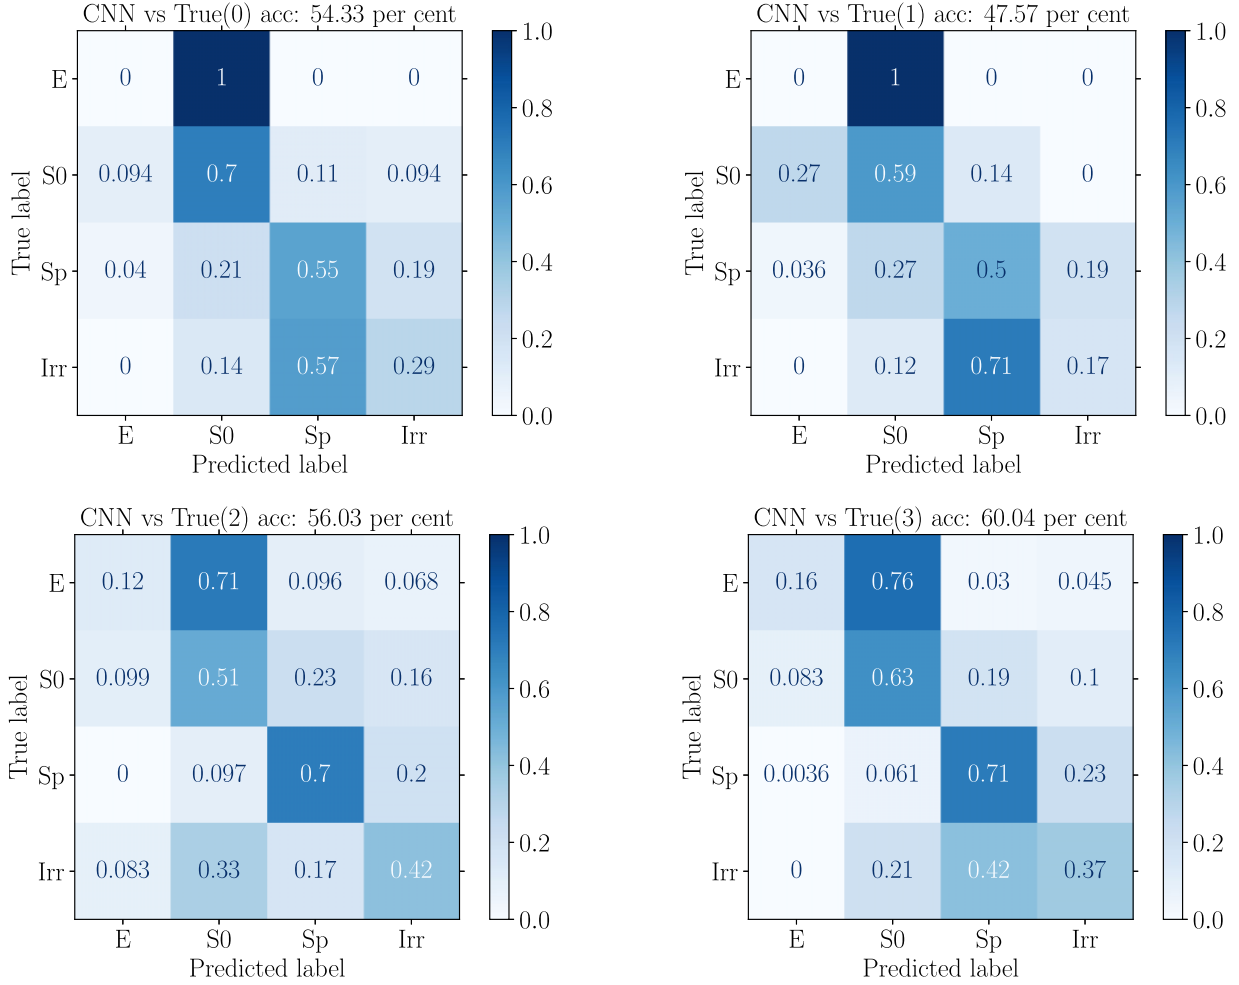 CNN vs True(0) acc: 54.33 per cent
E 0 1 0 0
S0 0.094 0.7 0.11 0.094
Sp 0.04 0.21 0.55 0.19
Irr 0 0.14 0.57 0.29
E S0 Sp Irr
Predicted label
True label
1.0
0.8
0.6
0.4
0.2
0.0
CNN vs True(1) acc: 47.57 per cent
E 0 1 0 0
S0 0.27 0.59 0.14 0
Sp 0.036 0.27 0.5 0.19
Irr 0 0.12 0.71 0.17
E S0 Sp Irr
Predicted label
True label
1.0
0.8
0.6
0.4
0.2
0.0
CNN vs True(2) acc: 56.03 per cent
E 0.12 0.71 0.096 0.068
S0 0.099 0.51 0.23 0.16
Sp 0 0.097 0.7 0.2
Irr 0.083 0.33 0.17 0.42
E S0 Sp Irr
Predicted label
True label
1.0
0.8
0.6
0.4
0.2
0.0
CNN vs True(3) acc: 60.04 per cent
E 0.16 0.76 0.03 0.045
S0 0.083 0.63 0.19 0.1
Sp 0.0036 0.061 0.71 0.23
Irr 0 0.21 0.42 0.37
E S0 Sp Irr
Predicted label
True label
1.0
0.8
0.6
0.4
0.2
0.0